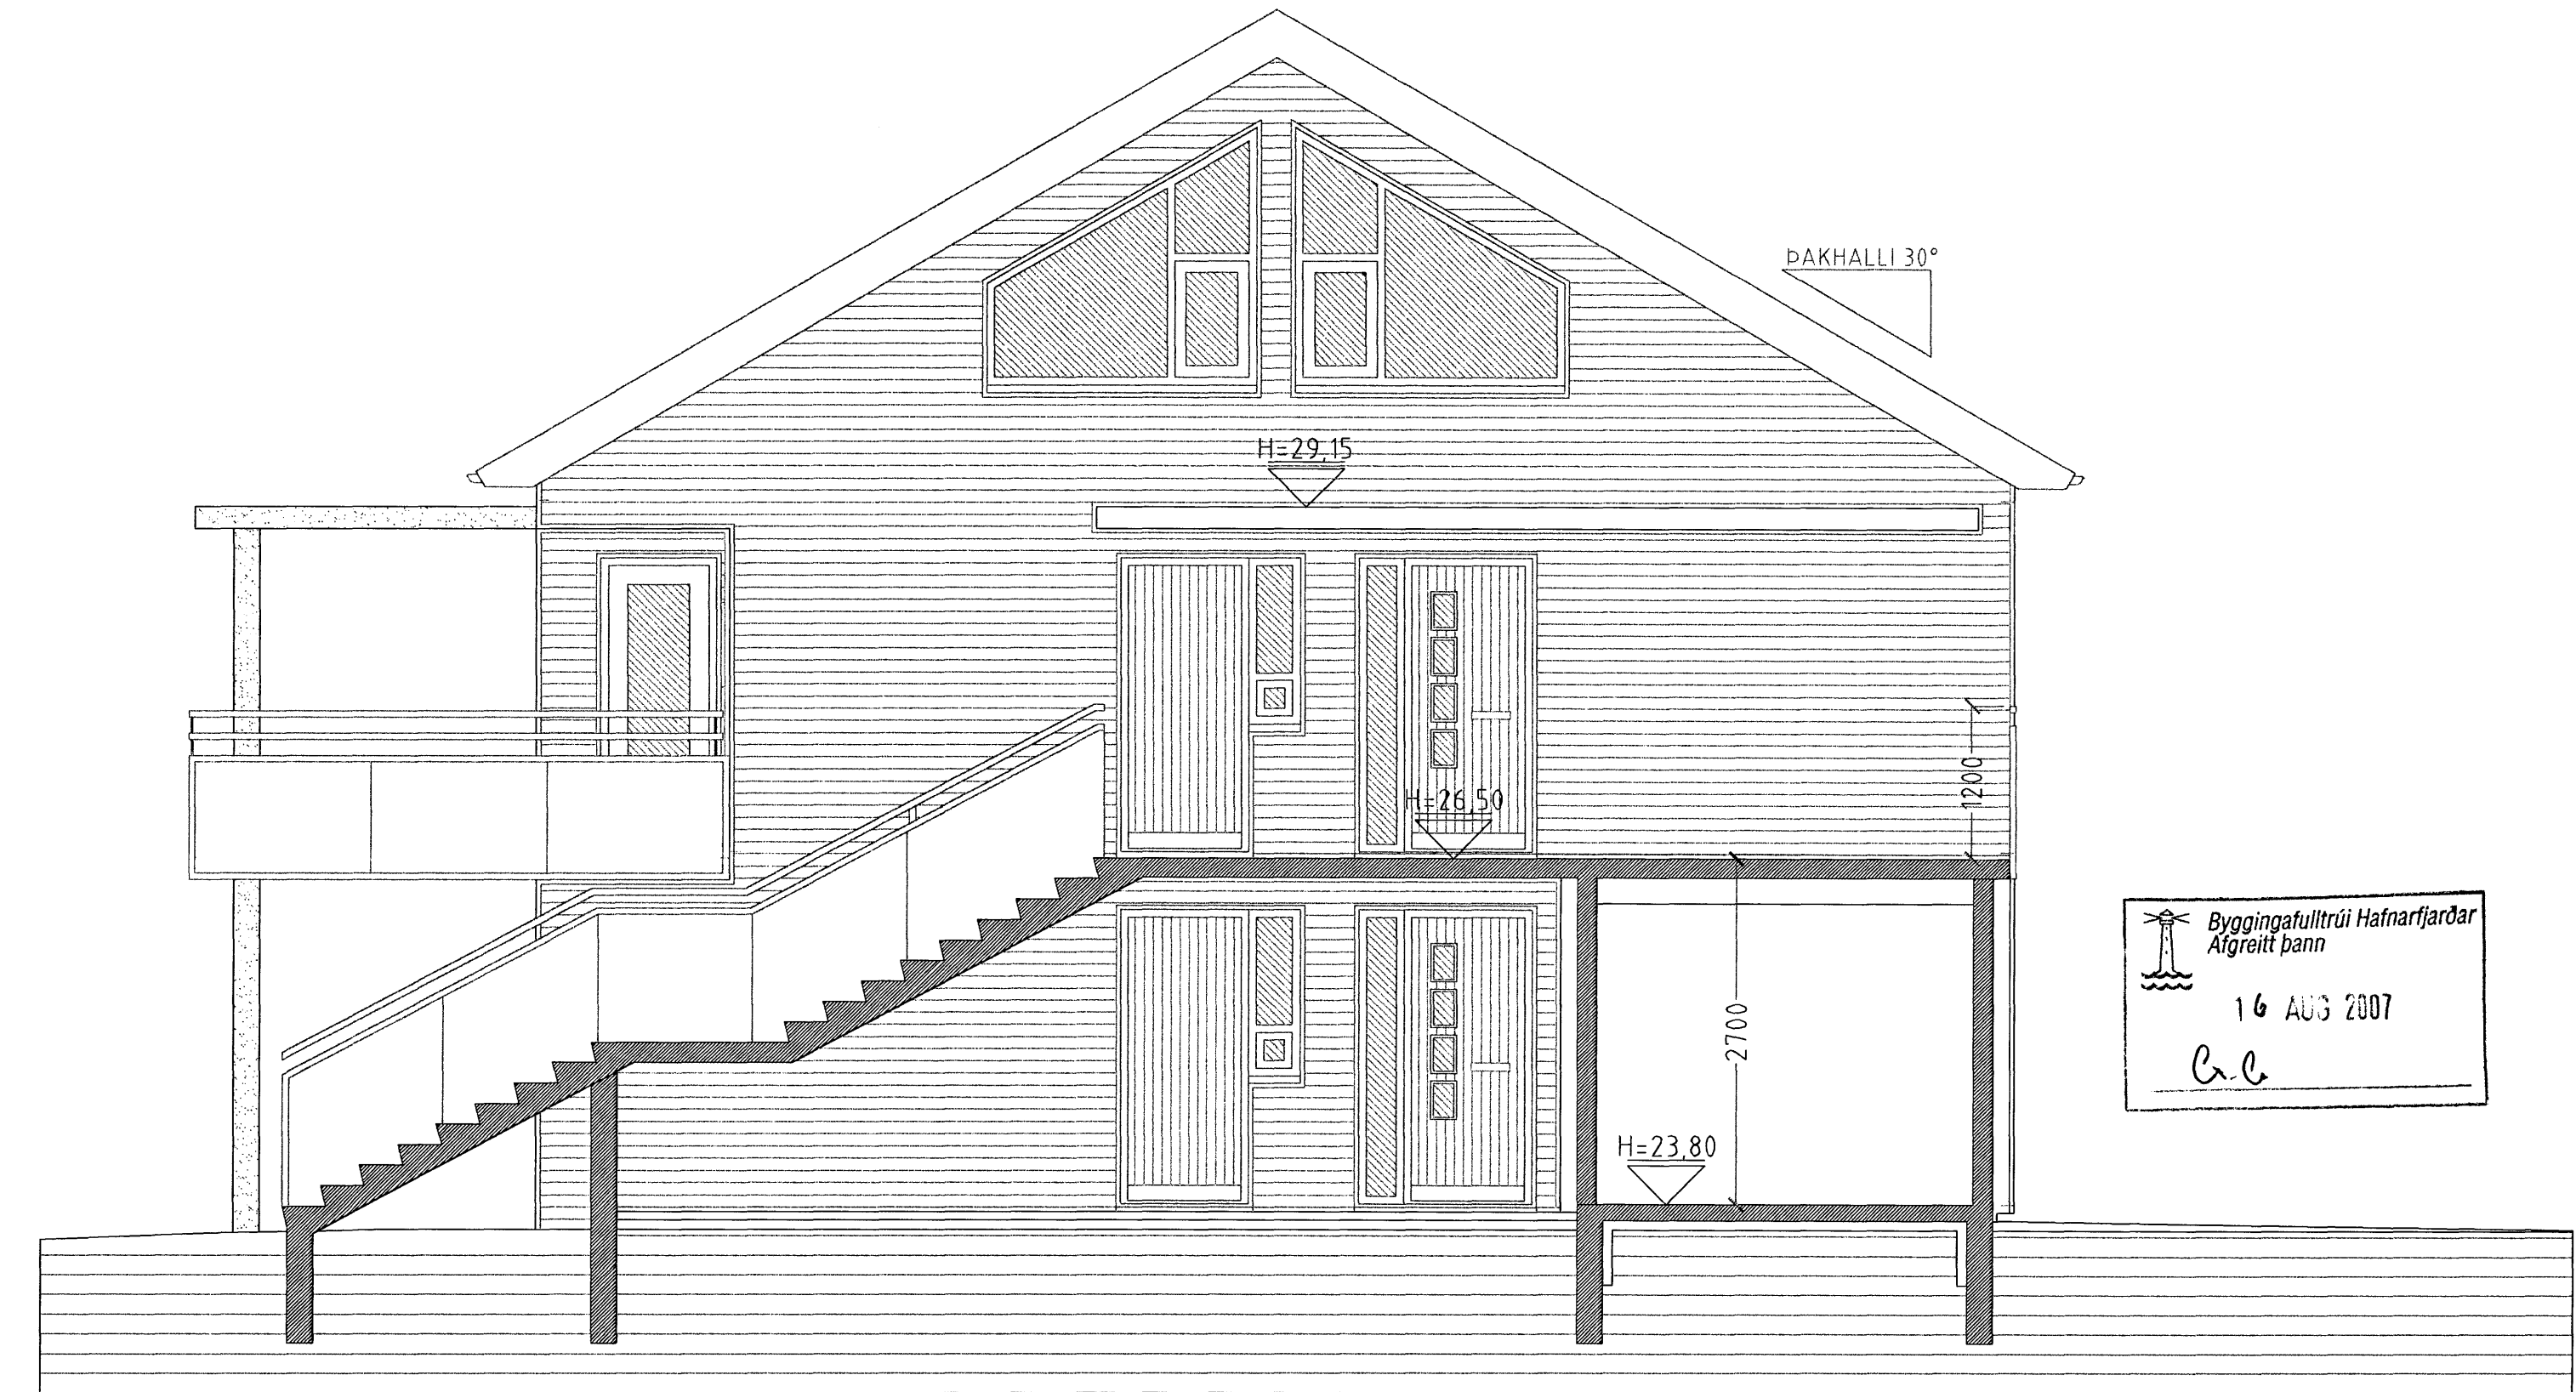 ÞAKHALLI 30°
H=29,15
1200
H=26,50
Byggingafulltrúi Hafnarfjarðar
Afgreitt þann
16 AUG 2007
2700
H=23,80